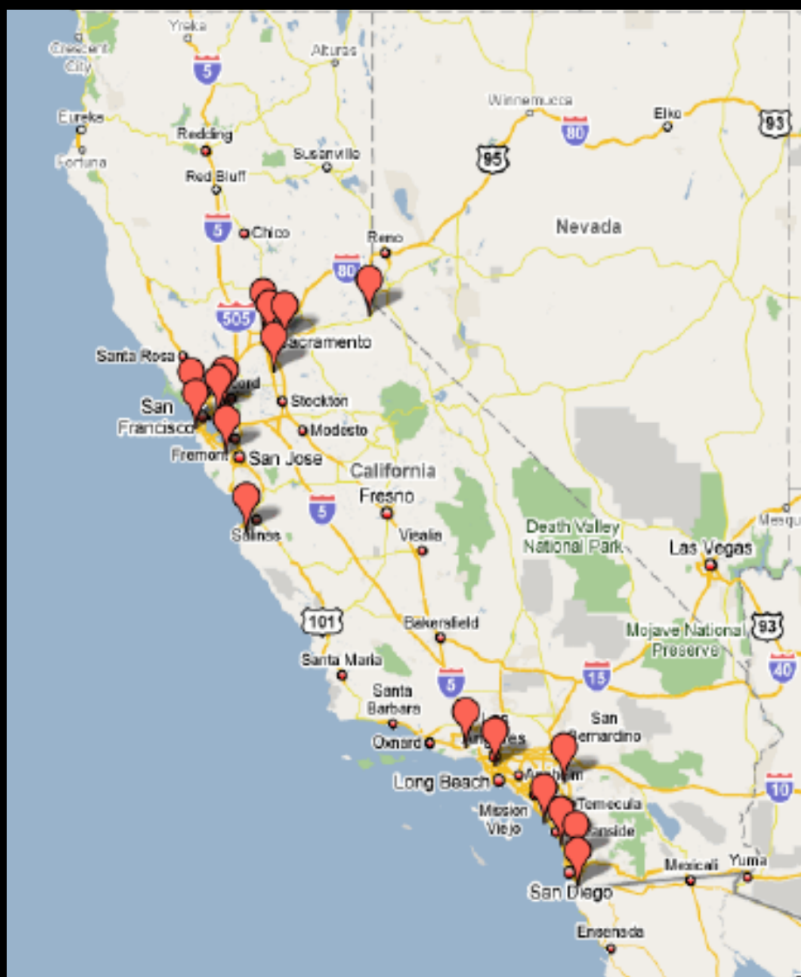 Yreka
Crescent
City
Alturas
5
Winnemucca
Elko
93
80
Eureka
95
Redding
Fortuna
Susanville
Red Bluff
5
Chico
Nevada
Reno
80
505
Sacramento
Santa Rosa
San
Francisco
Stockton
Modesto
Fremont
San Jose
California
Fresno
5
Salinas
Death Valley
National Park
Visalia
Las Vegas
101
Bakersfield
Mojave National
Preserve
93
Santa Maria
5
15
40
Santa
Barbara
San
Bernardino
Oxnard
Long Beach
10
Mission
Viejo
Temecula
Mexicali
Yuma
San Diego
Ensenada